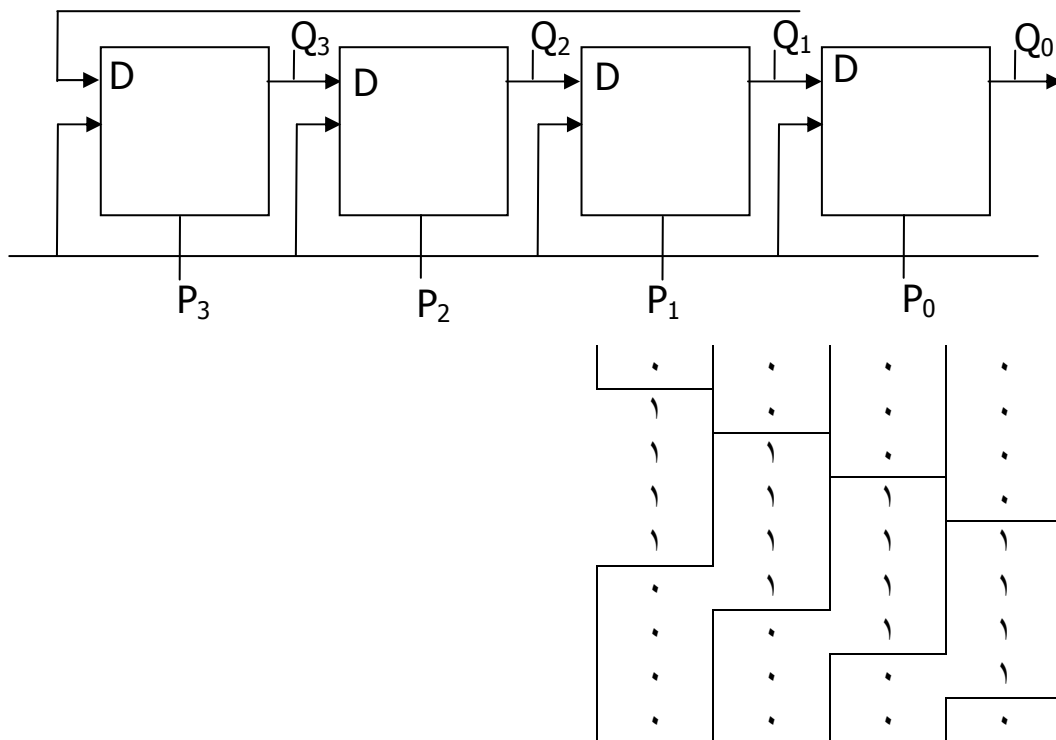 Q₃ Q₂ Q₁ Q₀
D D D D
P₃ P₂ P₁ P₀
٠ ٠ ٠ ٠
١ ٠ ٠ ٠
١ ١ ٠ ٠
١ ١ ١ ٠
١ ١ ١ ١
٠ ١ ١ ١
٠ ٠ ١ ١
٠ ٠ ٠ ١
٠ ٠ ٠ ٠